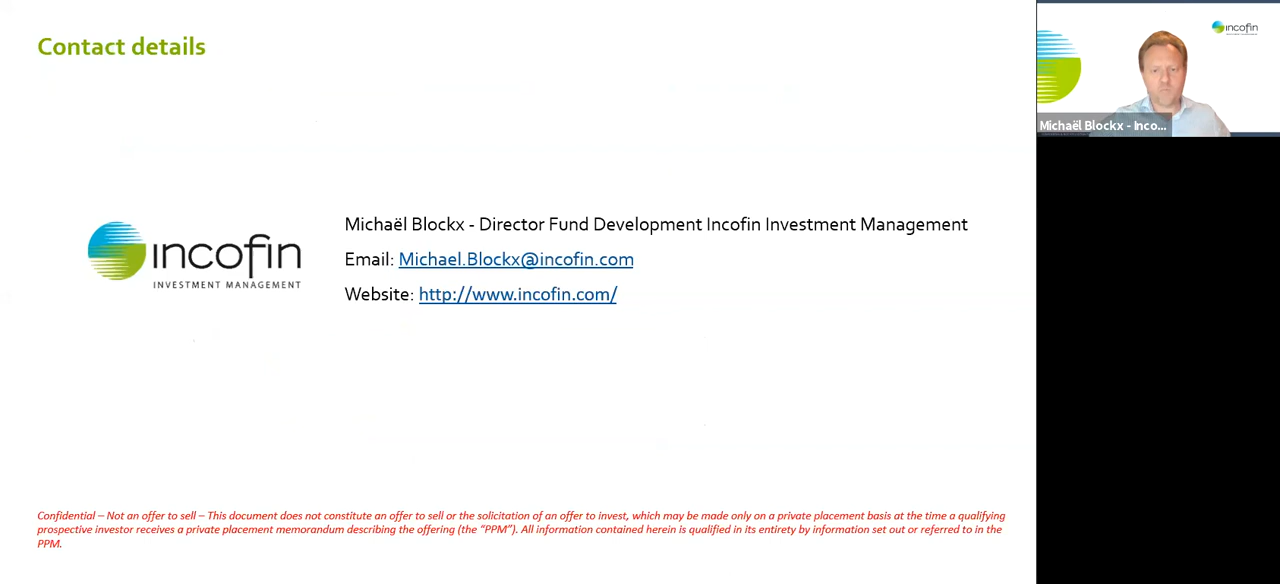 Contact details
incofin
INVESTMENT MANAGEMENT
Michaël Blockx - Director Fund Development Incofin Investment Management
Email: Michael.Blockx@incofin.com
Website: http://www.incofin.com/
Confidential – Not an offer to sell – This document does not constitute an offer to sell or the solicitation of an offer to invest, which may be made only on a private placement basis at the time a qualifying
prospective investor receives a private placement memorandum describing the offering (the “PPM”). All information contained herein is qualified in its entirety by information set out or referred to in the
PPM.
incofin
Michaël Blockx - Inco...